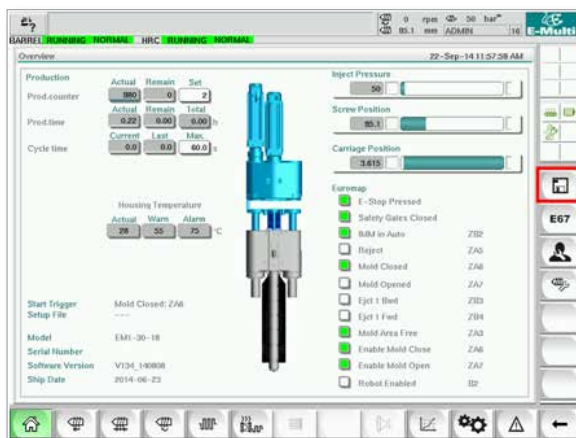 0 rpm 50 bar
85.1 mm ADMIN 16 E-Multi
BARREL RUNNING NORMAL HRC RUNNING NORMAL
Overview 22-Sep-14 11:57:58 AM
Production Actual Remain Set Inject Pressure
Prod.counter 980 0 2 50
Actual Remain Total Screw Position
Prod.time 0.22 0.00 0.00 h 85.1
Current Last Max. Carriage Position
Cycle time 0.0 0.0 60.0 s 3.615
Euromap
E-Stop Pressed
Housing Temperature Safety Gates Closed
Actual Warn Alarm IMM in Auto ZB2
28 55 75 °C Reject ZA5
Mold Closed ZA6
Mold Opened ZA7
Ejct 1 Bwd ZB3
Start Trigger Mold Closed: ZA6 Ejct 1 Fwd ZB4
Setup File ---
Mold Area Free ZA3
Model EM1-30-18 Enable Mold Close ZA6
Serial Number
Software Version V134_140808 Enable Mold Open ZA7
Ship Date 2014-06-23 Robot Enabled B2
E67